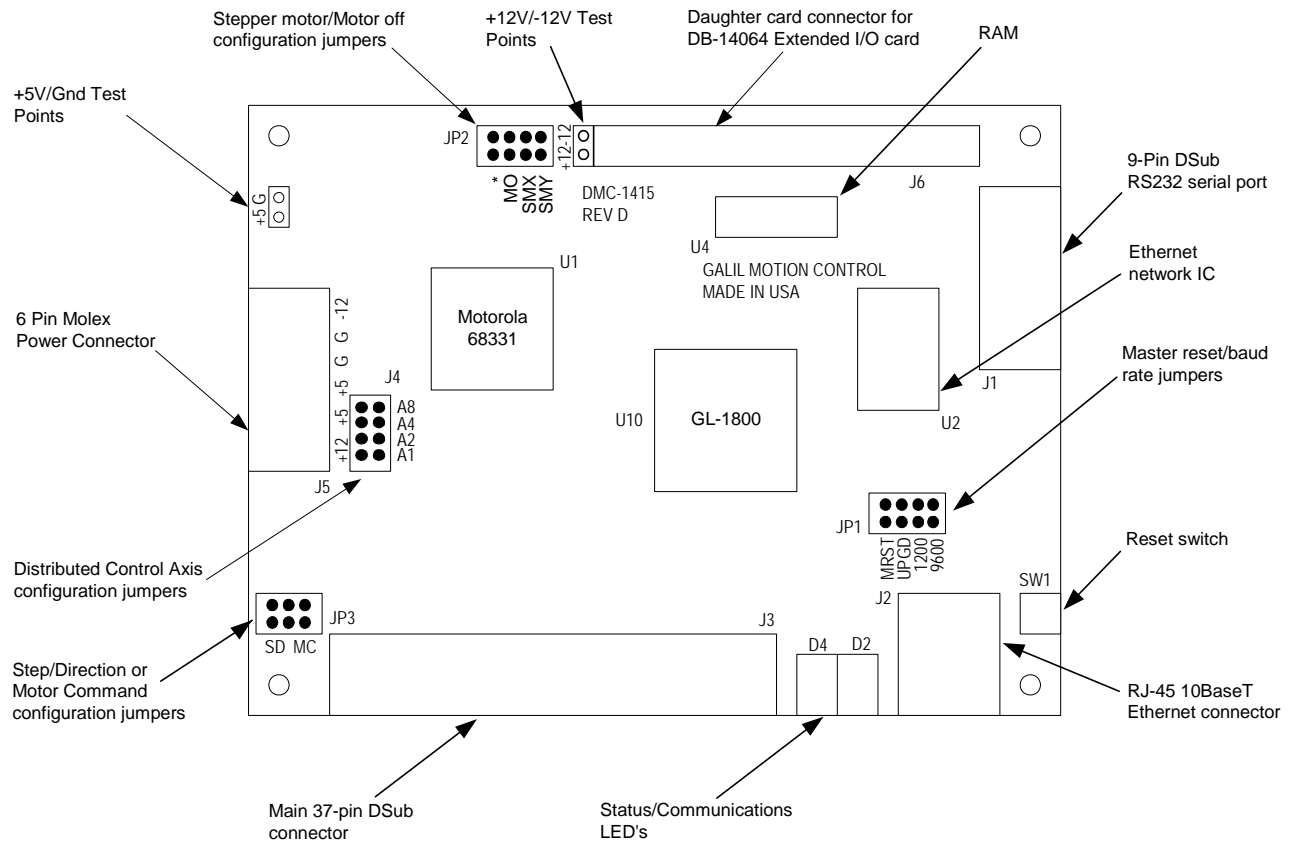 Stepper motor/Motor off
configuration jumpers
+12V/-12V Test
Points
Daughter card connector for
DB-14064 Extended I/O card
RAM
+5V/Gnd Test
Points
JP2
+12-12
J6
9-Pin DSub
RS232 serial port
*
MO
SMX
SMY
DMC-1415
REV D
+5 G
U4
Ethernet
network IC
U1
GALIL MOTION CONTROL
MADE IN USA
6 Pin Molex
Power Connector
+12 +5 +5 G G -12
Motorola
68331
Master reset/baud
rate jumpers
J4
J1
A8
A4
A2
A1
U10
GL-1800
U2
J5
JP1
MRST
UPGD
1200
9600
Reset switch
Distributed Control Axis
configuration jumpers
SW1
J2
JP3
J3
SD MC
D4 D2
Step/Direction or
Motor Command
configuration jumpers
RJ-45 10BaseT
Ethernet connector
Main 37-pin DSub
connector
Status/Communications
LED's